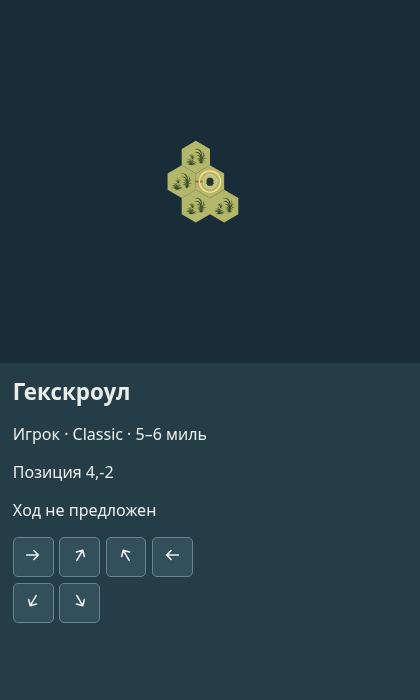 Гекскроул
Игрок · Classic · 5–6 миль
Позиция 4,-2
Ход не предложен
→ ↗ ↖ ←
↙ ↘